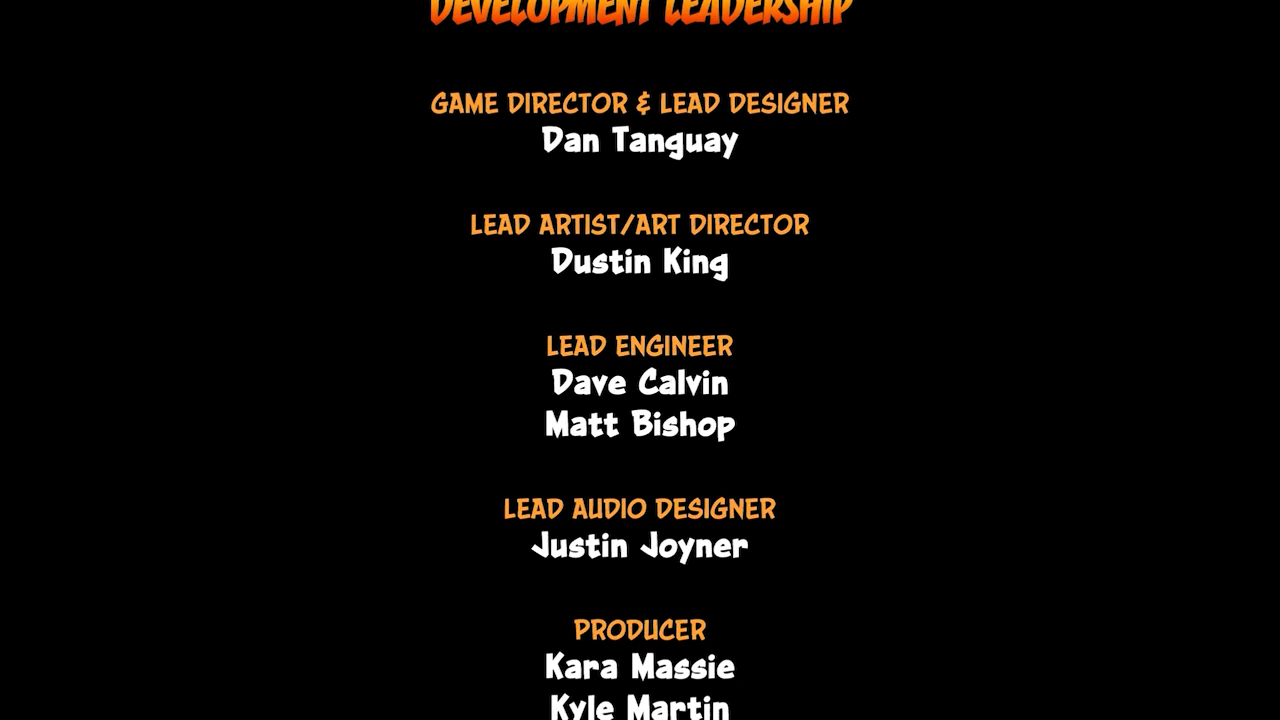 DEVELOPMENT LEADERSHIP
GAME DIRECTOR & LEAD DESIGNER
Dan Tanguay
LEAD ARTIST/ART DIRECTOR
Dustin King
LEAD ENGINEER
Dave Calvin
Matt Bishop
LEAD AUDIO DESIGNER
Justin Joyner
PRODUCER
Kara Massie
Kyle Martin